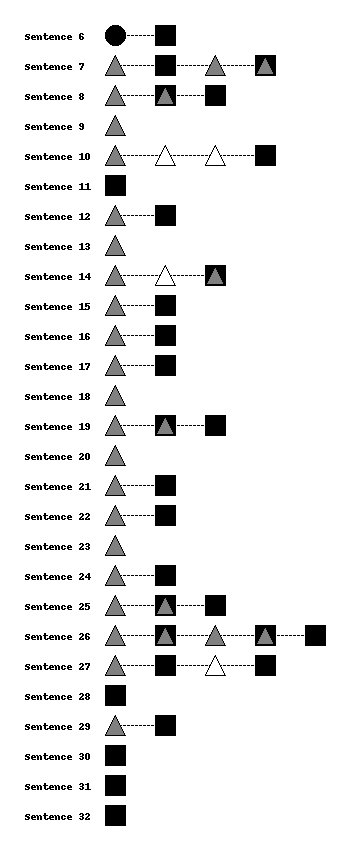 Sentence 6
Sentence 7
Sentence 8
Sentence 9
Sentence 10
Sentence 11
Sentence 12
Sentence 13
Sentence 14
Sentence 15
Sentence 16
Sentence 17
Sentence 18
Sentence 19
Sentence 20
Sentence 21
Sentence 22
Sentence 23
Sentence 24
Sentence 25
Sentence 26
Sentence 27
Sentence 28
Sentence 29
Sentence 30
Sentence 31
Sentence 32